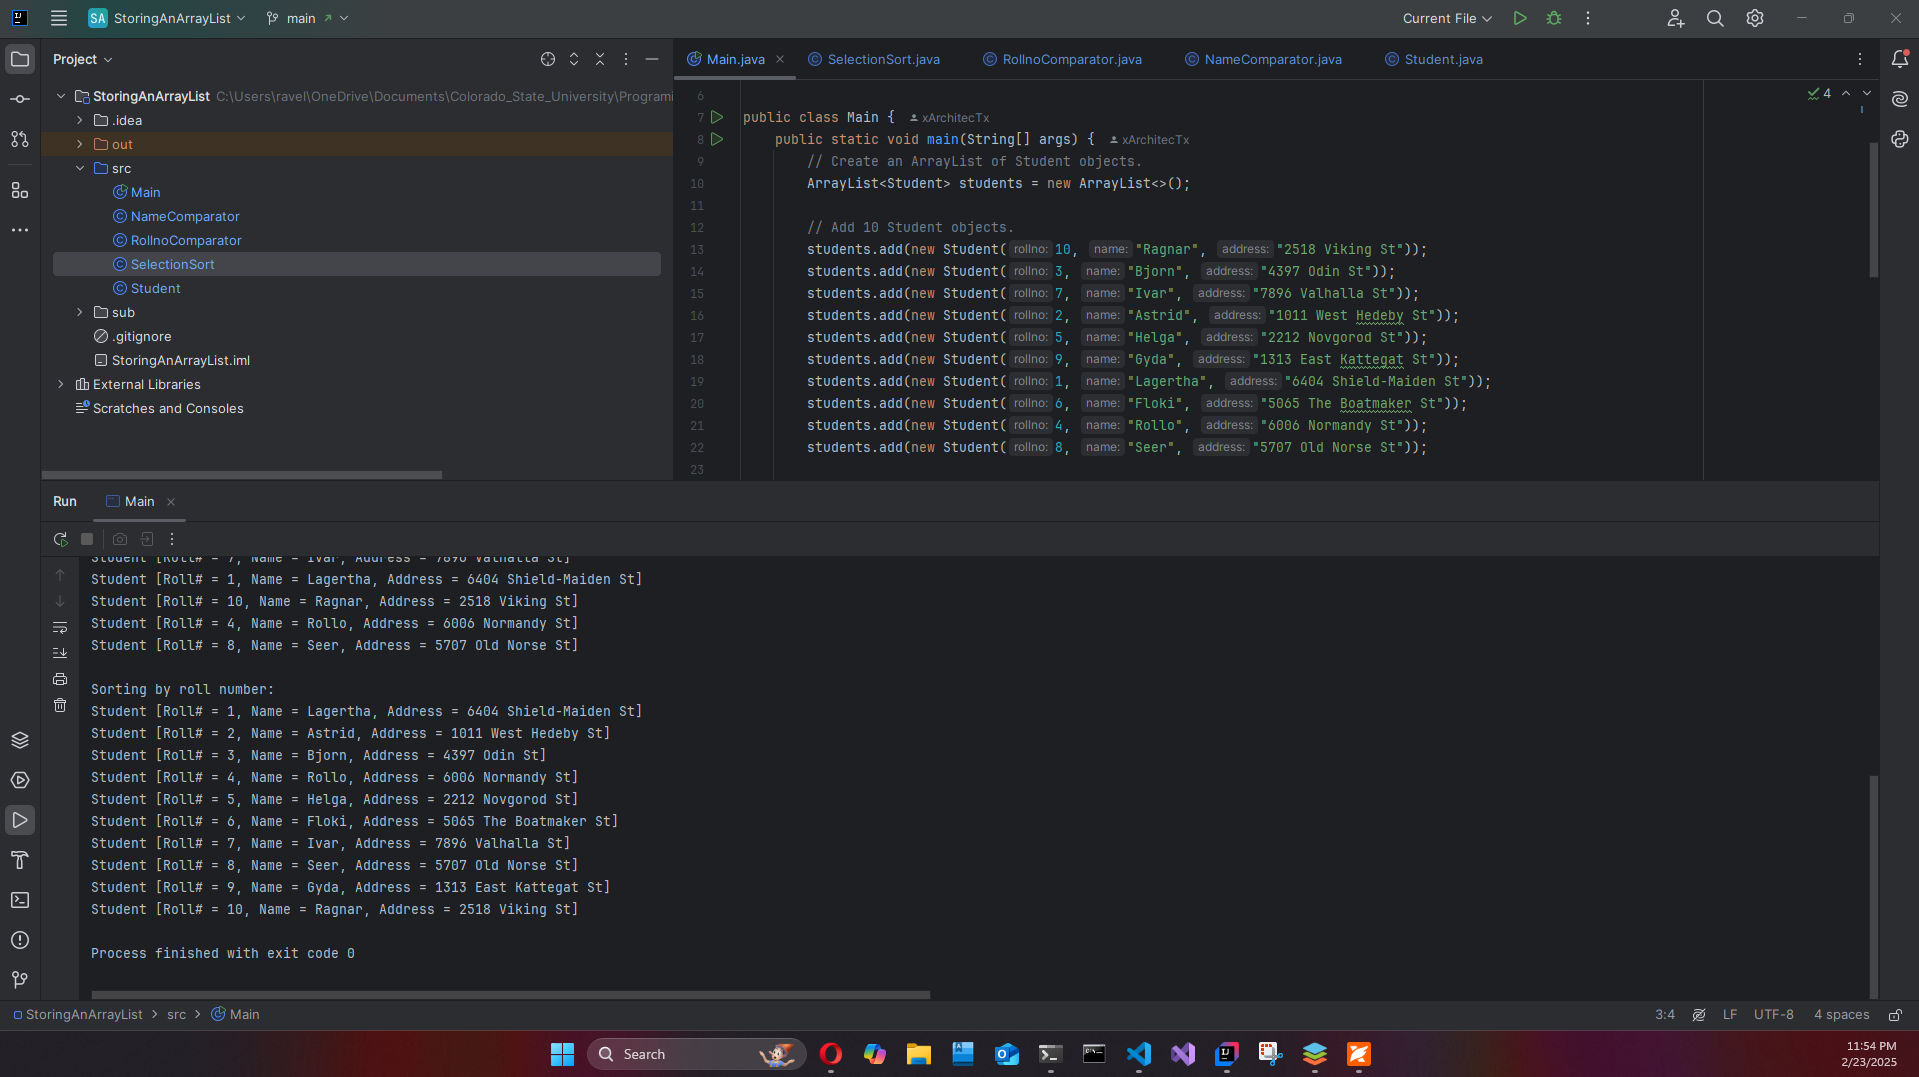 SA StoringAnArrayList main Current File
Project
StoringAnArrayList C:\Users\ravel\OneDrive\Documents\Colorado_State_University\Programi
.idea
out
src
Main
NameComparator
RollnoComparator
SelectionSort
Student
sub
.gitignore
StoringAnArrayList.iml
External Libraries
Scratches and Consoles
Main.java SelectionSort.java RollnoComparator.java NameComparator.java Student.java
4
6
7 public class Main { xArchitecTx
8 public static void main(String[] args) { xArchitecTx
9 // Create an ArrayList of Student objects.
10 ArrayList<Student> students = new ArrayList<>();
11
12 // Add 10 Student objects.
13 students.add(new Student( rollno: 10, name: "Ragnar", address: "2518 Viking St"));
14 students.add(new Student( rollno: 3, name: "Bjorn", address: "4397 Odin St"));
15 students.add(new Student( rollno: 7, name: "Ivar", address: "7896 Valhalla St"));
16 students.add(new Student( rollno: 2, name: "Astrid", address: "1011 West Hedeby St"));
17 students.add(new Student( rollno: 5, name: "Helga", address: "2212 Novgorod St"));
18 students.add(new Student( rollno: 9, name: "Gyda", address: "1313 East Kattegat St"));
19 students.add(new Student( rollno: 1, name: "Lagertha", address: "6404 Shield-Maiden St"));
20 students.add(new Student( rollno: 6, name: "Floki", address: "5065 The Boatmaker St"));
21 students.add(new Student( rollno: 4, name: "Rollo", address: "6006 Normandy St"));
22 students.add(new Student( rollno: 8, name: "Seer", address: "5707 Old Norse St"));
23
Run Main
Student [Roll# = 7, Name = Ivar, Address = 7896 Valhalla St]
Student [Roll# = 1, Name = Lagertha, Address = 6404 Shield-Maiden St]
Student [Roll# = 10, Name = Ragnar, Address = 2518 Viking St]
Student [Roll# = 4, Name = Rollo, Address = 6006 Normandy St]
Student [Roll# = 8, Name = Seer, Address = 5707 Old Norse St]
Sorting by roll number:
Student [Roll# = 1, Name = Lagertha, Address = 6404 Shield-Maiden St]
Student [Roll# = 2, Name = Astrid, Address = 1011 West Hedeby St]
Student [Roll# = 3, Name = Bjorn, Address = 4397 Odin St]
Student [Roll# = 4, Name = Rollo, Address = 6006 Normandy St]
Student [Roll# = 5, Name = Helga, Address = 2212 Novgorod St]
Student [Roll# = 6, Name = Floki, Address = 5065 The Boatmaker St]
Student [Roll# = 7, Name = Ivar, Address = 7896 Valhalla St]
Student [Roll# = 8, Name = Seer, Address = 5707 Old Norse St]
Student [Roll# = 9, Name = Gyda, Address = 1313 East Kattegat St]
Student [Roll# = 10, Name = Ragnar, Address = 2518 Viking St]
Process finished with exit code 0
StoringAnArrayList > src > Main 3:4 LF UTF-8 4 spaces
Search
11:54 PM
2/23/2025